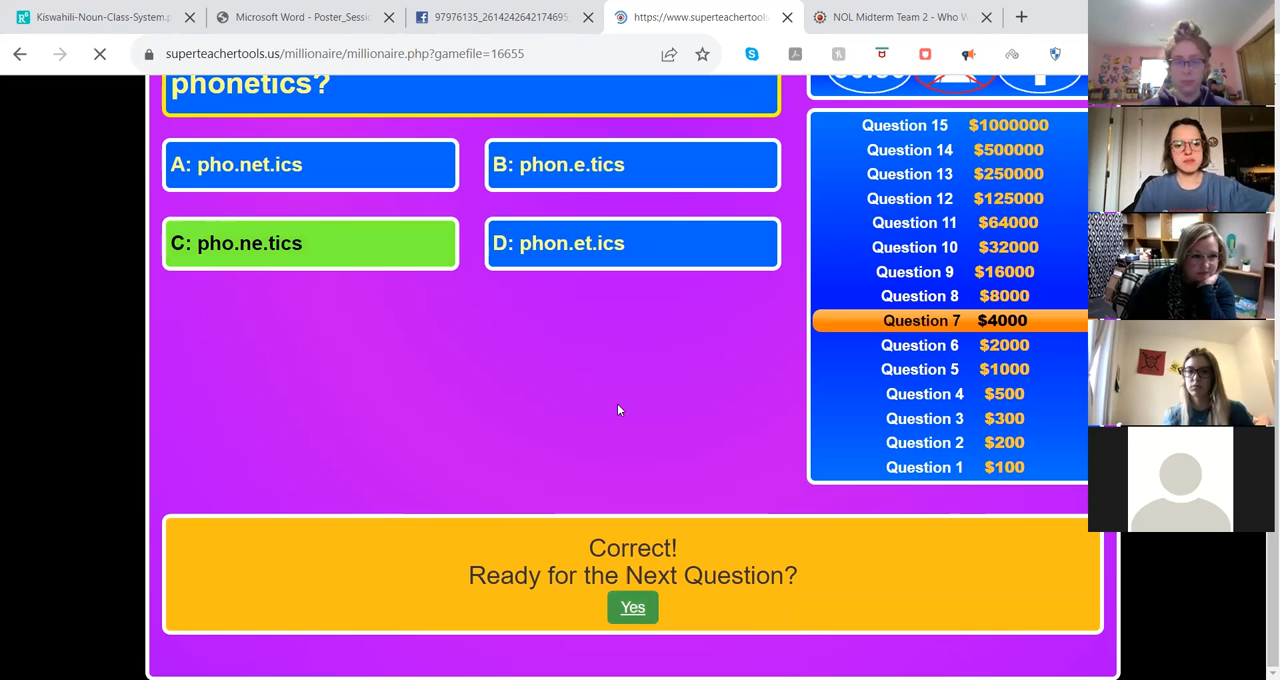 Kiswahili-Noun-Class-System.p
Microsoft Word - Poster_Sessi
97976135_2614242642174695
https://www.superteachertools
NOL Midterm Team 2 - Who W
superteachertools.us/millionaire/millionaire.php?gamefile=16655
phonetics?
A: pho.net.ics
B: phon.e.tics
C: pho.ne.tics
D: phon.et.ics
Question 15 $1000000
Question 14 $500000
Question 13 $250000
Question 12 $125000
Question 11 $64000
Question 10 $32000
Question 9 $16000
Question 8 $8000
Question 7 $4000
Question 6 $2000
Question 5 $1000
Question 4 $500
Question 3 $300
Question 2 $200
Question 1 $100
Correct!
Ready for the Next Question?
Yes